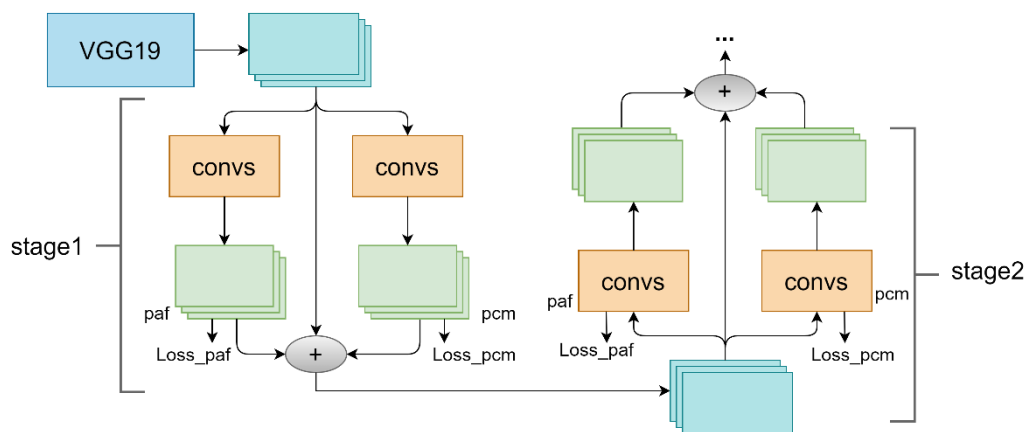 VGG19
convs
convs
stage1
paf
pcm
Loss_paf
Loss_pcm
+
...
+
convs
convs
paf
pcm
stage2
Loss_paf
Loss_pcm